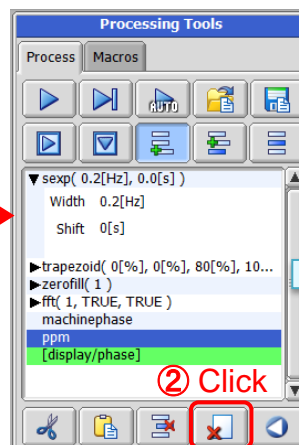 Processing Tools
Process Macros
AUTO
▼sexp( 0.2[Hz], 0.0[s] )
Width 0.2[Hz]
Shift 0[s]
▶trapezoid( 0[%], 0[%], 80[%], 10...
▶zerofill( 1 )
▶fft( 1, TRUE, TRUE )
machinephase
ppm
[display/phase]
② Click